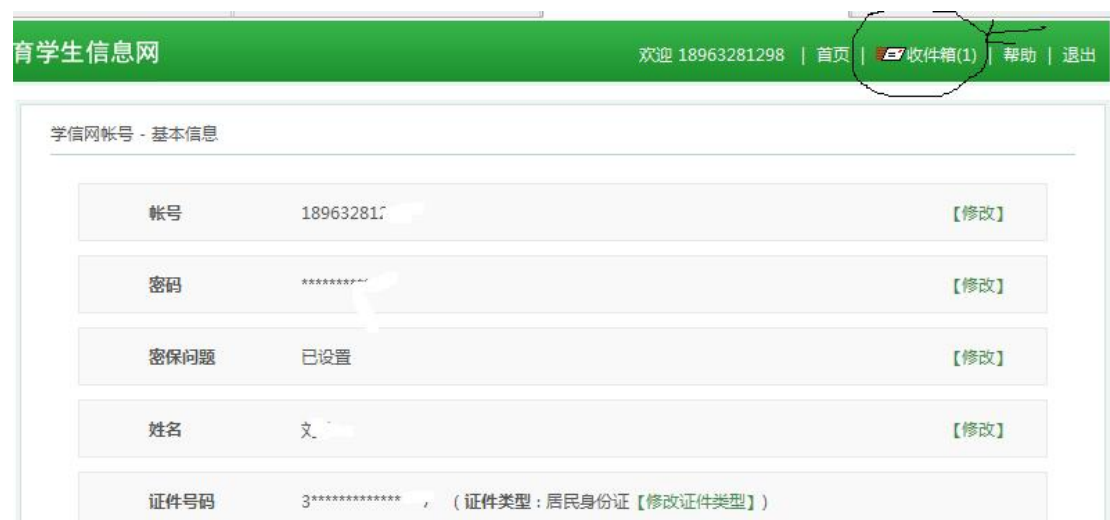 育学生信息网
欢迎 18963281298 | 首页 | 收件箱(1) | 帮助 | 退出
学信网帐号 - 基本信息
帐号 189632812 【修改】
密码 ********** 【修改】
密保问题 已设置 【修改】
姓名 文 【修改】
证件号码 3************* (证件类型:居民身份证【修改证件类型】)